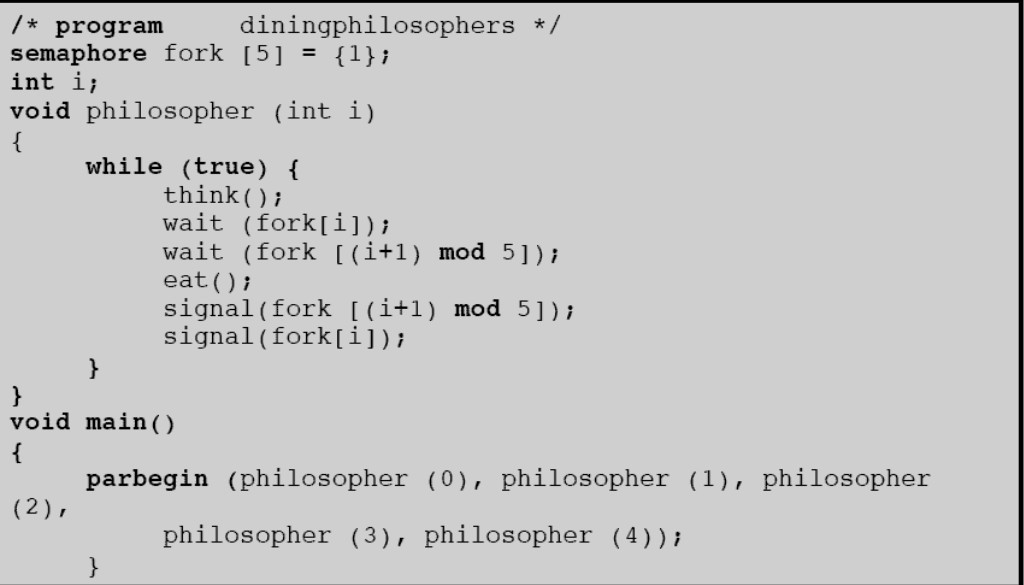 /* program diningphilosophers */
semaphore fork [5] = {1};
int i;
void philosopher (int i)
{
while (true) {
think();
wait (fork[i]);
wait (fork [(i+1) mod 5]);
eat();
signal(fork [(i+1) mod 5]);
signal(fork[i]);
}
}
void main()
{
parbegin (philosopher (0), philosopher (1), philosopher
(2),
philosopher (3), philosopher (4));
}